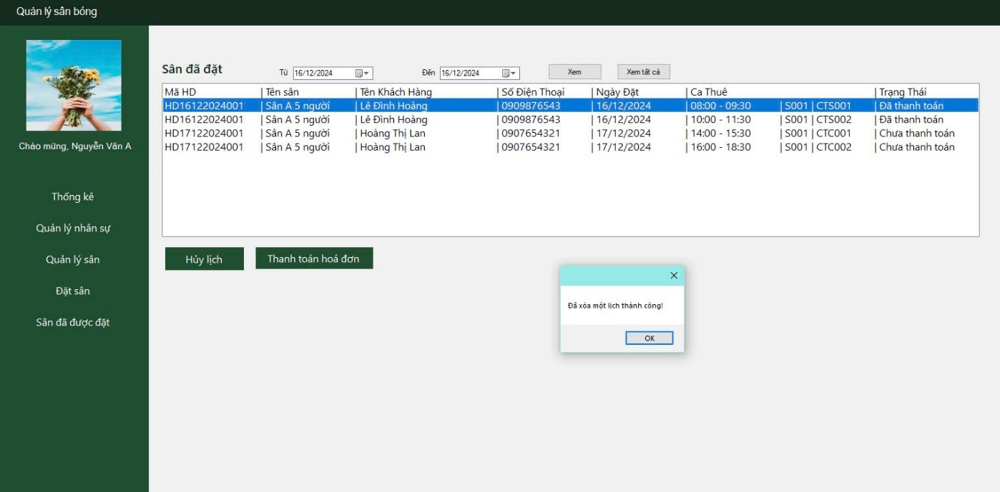 Quản lý sân bóng
Chào mừng, Nguyễn Văn A
Thống kê
Quản lý nhân sự
Quản lý sân
Đặt sân
Sân đã được đặt
Sân đã đặt
Từ 16/12/2024 Đến 16/12/2024 Xem Xem tất cả
Mã HD | Tên sân | Tên Khách Hàng | Số Điện Thoại | Ngày Đặt | Ca Thuê | Trạng Thái
HD16122024001 | Sân A 5 người | Lê Đình Hoàng | 0909876543 | 16/12/2024 | 08:00 - 09:30 | S001 | CTS001 | Đã thanh toán
HD16122024001 | Sân A 5 người | Lê Đình Hoàng | 0909876543 | 16/12/2024 | 10:00 - 11:30 | S001 | CTS002 | Đã thanh toán
HD17122024001 | Sân A 5 người | Hoàng Thị Lan | 0907654321 | 17/12/2024 | 14:00 - 15:30 | S001 | CTC001 | Chưa thanh toán
HD17122024001 | Sân A 5 người | Hoàng Thị Lan | 0907654321 | 17/12/2024 | 16:00 - 18:30 | S001 | CTC002 | Chưa thanh toán
Hủy lịch Thanh toán hoá đơn
Đã xóa một lịch thành công!
OK